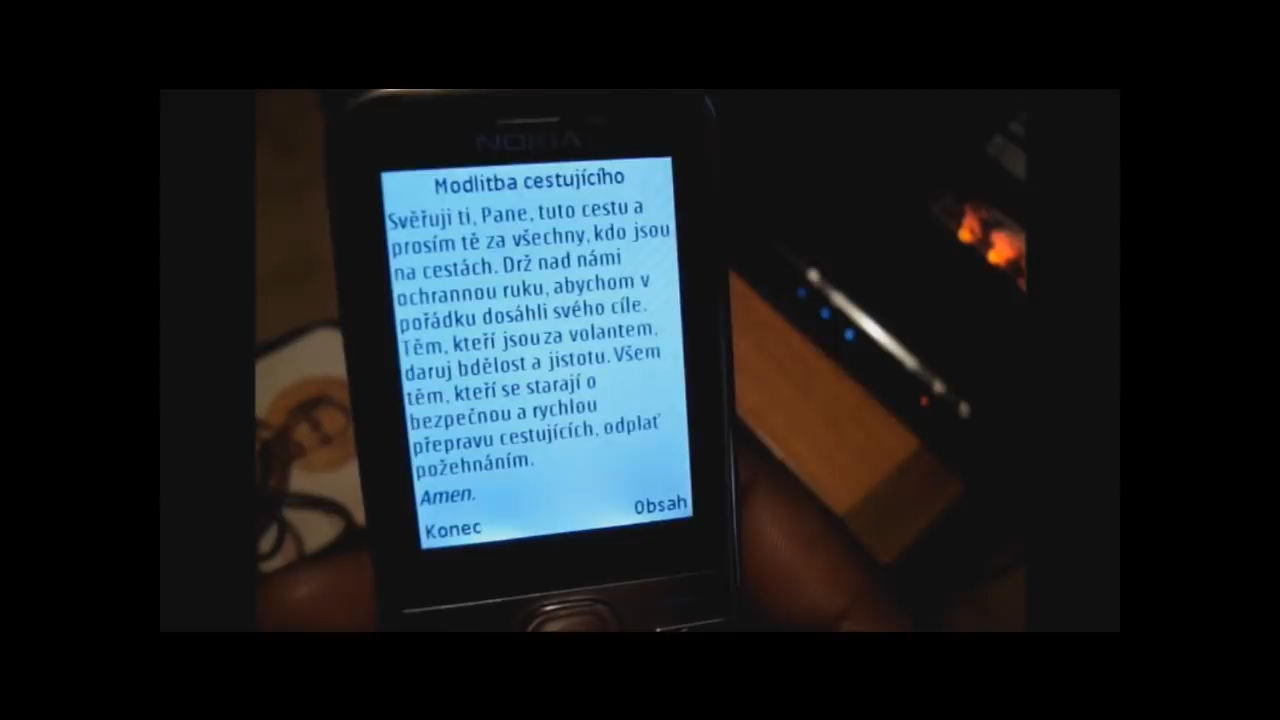 NOKIA
Modlitba cestujícího
Svěřuji ti, Pane, tuto cestu a
prosím tě za všechny, kdo jsou
na cestách. Drž nad námi
ochrannou ruku, abychom v
pořádku dosáhli svého cíle.
Těm, kteří jsou za volantem,
daruj bdělost a jistotu. Všem
těm, kteří se starají o
bezpečnou a rychlou
přepravu cestujících, odplať
požehnáním.
Amen.
Konec Obsah